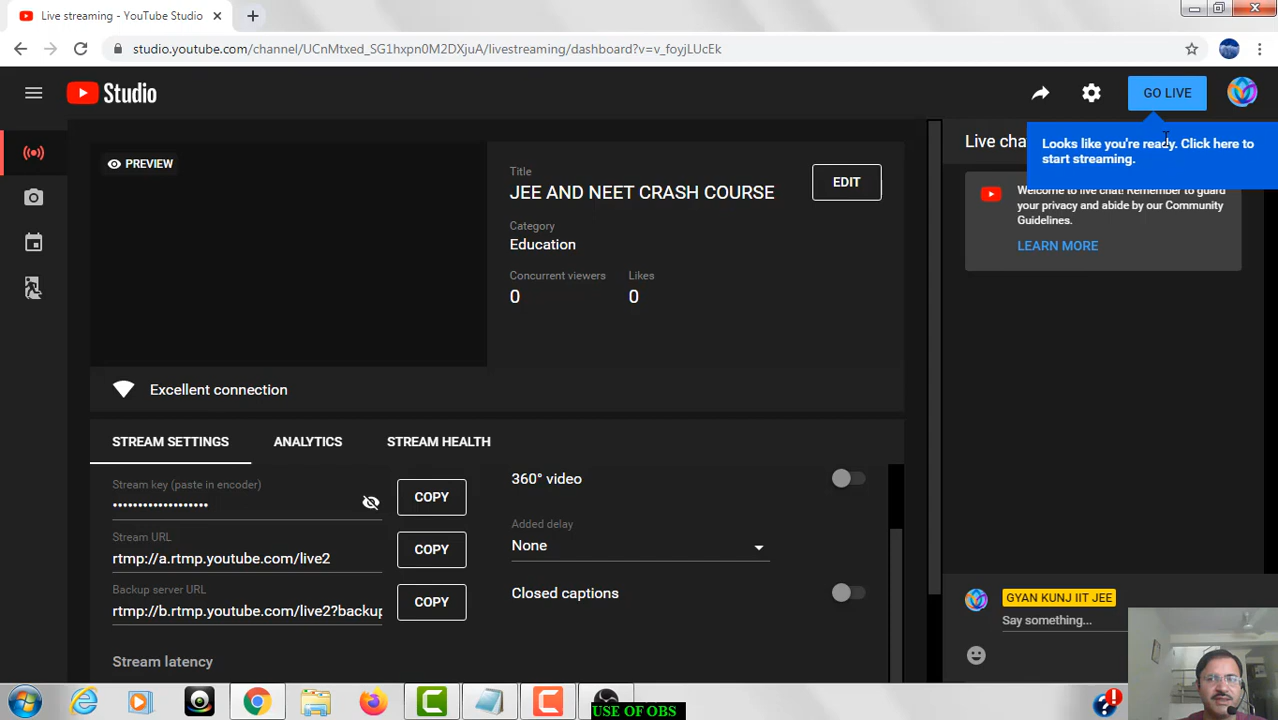 Live streaming - YouTube Studio
studio.youtube.com/channel/UCnMtxed_SG1hxpn0M2DXjuA/livestreaming/dashboard?v=v_foyjLUcEk
Studio
GO LIVE
Looks like you're ready. Click here to
start streaming.
Live cha
PREVIEW
Title
JEE AND NEET CRASH COURSE
EDIT
Category
Education
Concurrent viewers
Likes
0
0
Welcome to live chat! Remember to guard
your privacy and abide by our Community
Guidelines.
LEARN MORE
Excellent connection
STREAM SETTINGS
ANALYTICS
STREAM HEALTH
Stream key (paste in encoder)
COPY
Stream URL
rtmp://a.rtmp.youtube.com/live2
COPY
Backup server URL
rtmp://b.rtmp.youtube.com/live2?backup
COPY
Stream latency
360° video
Added delay
None
Closed captions
GYAN KUNJ IIT JEE
Say something...
USE OF OBS